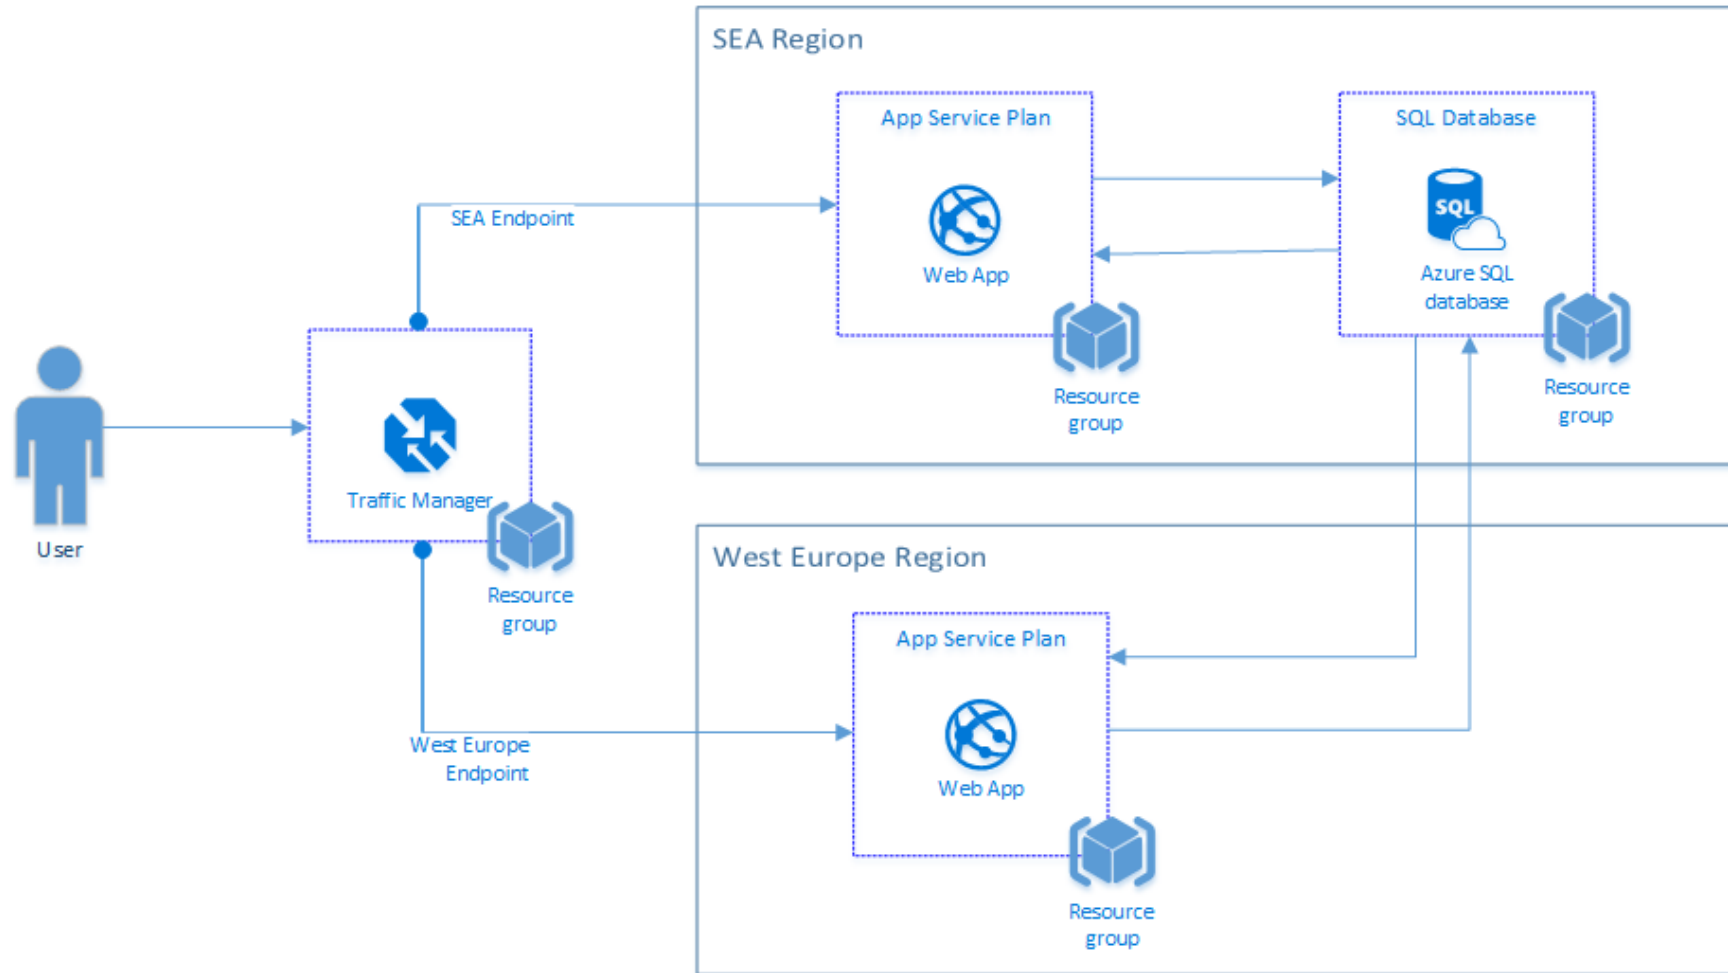 SEA Region
App Service Plan
SQL Database
SQL
SEA Endpoint
Web App
Azure SQL
database
Resource
group
Resource
group
Traffic Manager
User
Resource
group
West Europe Region
App Service Plan
West Europe
Endpoint
Web App
Resource
group